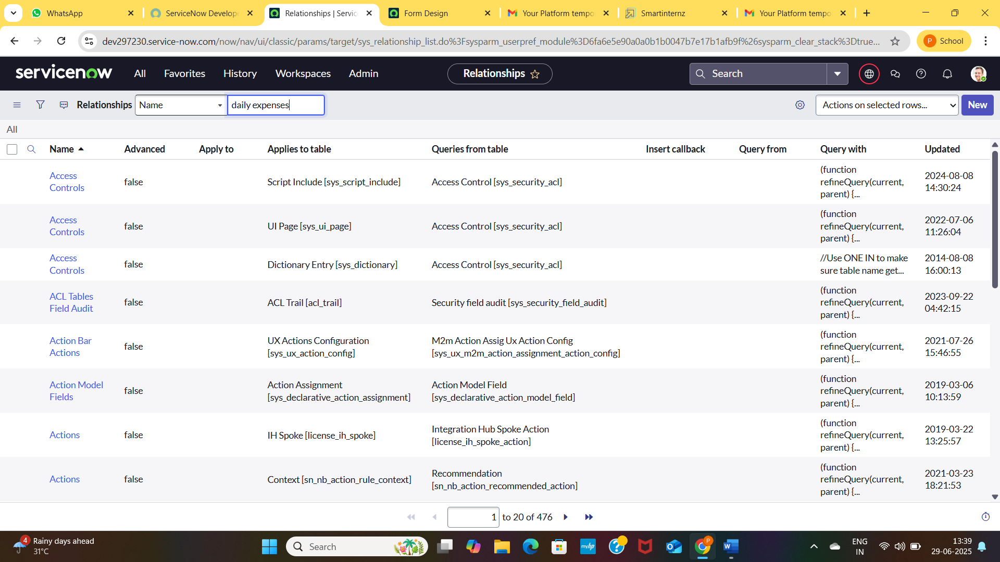 WhatsApp
ServiceNow Develope
Relationships | Servic
Form Design
Your Platform tempo
Smartinternz
Your Platform tempo
dev297230.service-now.com/now/nav/ui/classic/params/target/sys_relationship_list.do%3Fsysparm_userpref_module%3D6fa6e5e90a0a0b1b0047b7e17b1afb9f%26sysparm_clear_stack%3Dtrue...
P School
servicenow
All Favorites History Workspaces Admin
Relationships
Search
Relationships Name daily expenses
Actions on selected rows... New
All
Name Advanced Apply to Applies to table Queries from table Insert callback Query from Query with Updated
Access Controls false Script Include [sys_script_include] Access Control [sys_security_acl] (function refineQuery(current, parent) {... 2024-08-08 14:30:24
Access Controls false UI Page [sys_ui_page] Access Control [sys_security_acl] (function refineQuery(current, parent) {... 2022-07-06 11:26:04
Access Controls false Dictionary Entry [sys_dictionary] Access Control [sys_security_acl] //Use ONE IN to make sure table name get... 2014-08-08 16:00:13
ACL Tables Field Audit false ACL Trail [acl_trail] Security field audit [sys_security_field_audit] (function refineQuery(current, parent) {... 2023-09-22 04:42:15
Action Bar Actions false UX Actions Configuration [sys_ux_action_config] M2m Action Assig Ux Action Config [sys_ux_m2m_action_assignment_action_config] (function refineQuery(current, parent) {... 2021-07-26 15:46:55
Action Model Fields false Action Assignment [sys_declarative_action_assignment] Action Model Field [sys_declarative_action_model_field] (function refineQuery(current, parent) {... 2019-03-06 10:13:59
Actions false IH Spoke [license_ih_spoke] Integration Hub Spoke Action [license_ih_spoke_action] (function refineQuery(current, parent) {... 2019-03-22 13:25:57
Actions false Context [sn_nb_action_rule_context] Recommendation [sn_nb_action_recommended_action] (function refineQuery(current, parent) {... 2021-03-23 18:21:53
1 to 20 of 476
4 Rainy days ahead
31°C
Search
myhp
P
ENG
IN
13:39
29-06-2025